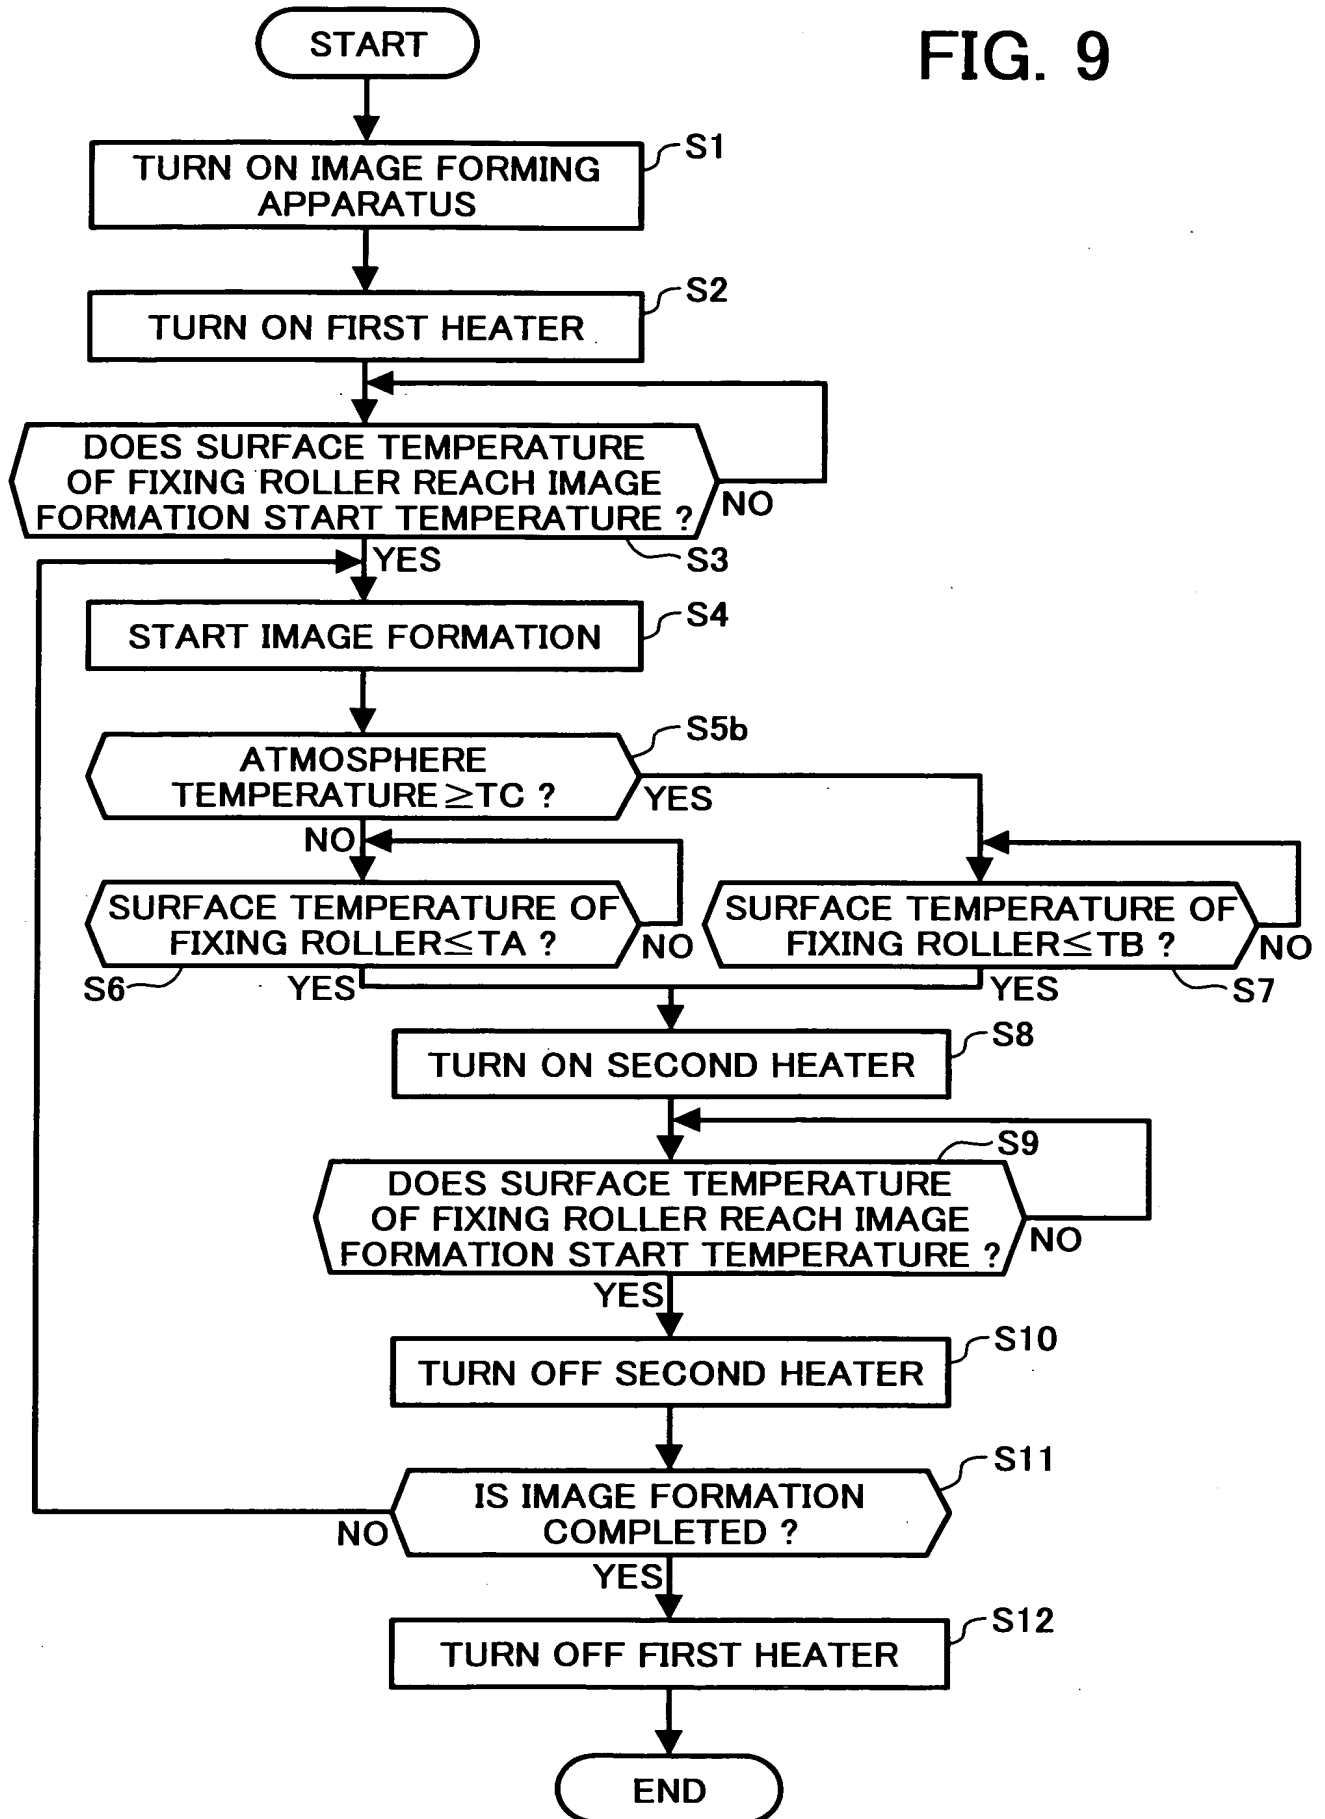 FIG. 9
START
S1
TURN ON IMAGE FORMING
APPARATUS
S2
TURN ON FIRST HEATER
DOES SURFACE TEMPERATURE
OF FIXING ROLLER REACH IMAGE
FORMATION START TEMPERATURE ?
NO
YES
S3
S4
START IMAGE FORMATION
S5b
ATMOSPHERE
TEMPERATURE≥TC ?
YES
NO
SURFACE TEMPERATURE OF
FIXING ROLLER≤TA ?
NO
S6
YES
SURFACE TEMPERATURE OF
FIXING ROLLER≤TB ?
NO
YES
S7
S8
TURN ON SECOND HEATER
S9
DOES SURFACE TEMPERATURE
OF FIXING ROLLER REACH IMAGE
FORMATION START TEMPERATURE ?
NO
YES
S10
TURN OFF SECOND HEATER
S11
IS IMAGE FORMATION
COMPLETED ?
NO
YES
S12
TURN OFF FIRST HEATER
END